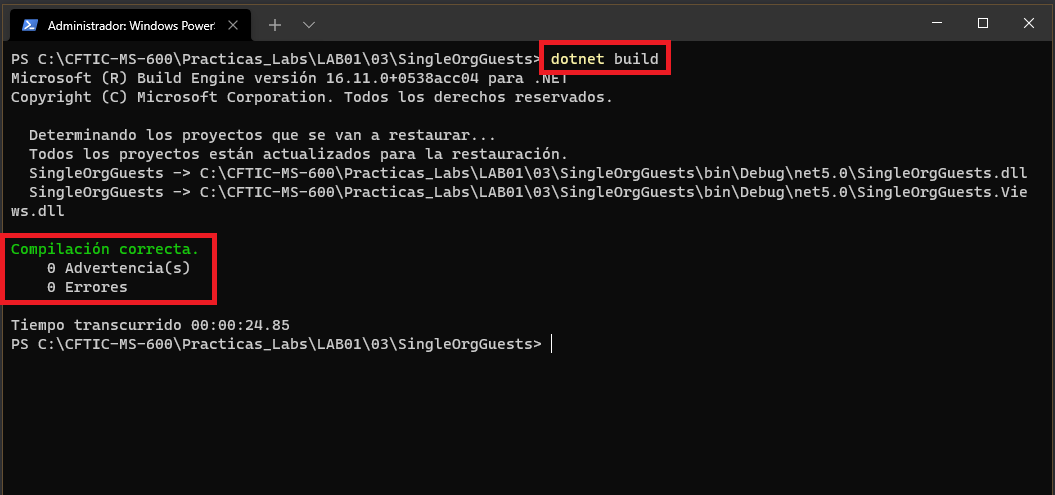 Administrador: Windows PowerS
PS C:\CFTIC-MS-600\Practicas_Labs\LAB01\03\SingleOrgGuests> dotnet build
Microsoft (R) Build Engine versión 16.11.0+0538acc04 para .NET
Copyright (C) Microsoft Corporation. Todos los derechos reservados.
Determinando los proyectos que se van a restaurar...
Todos los proyectos están actualizados para la restauración.
SingleOrgGuests -> C:\CFTIC-MS-600\Practicas_Labs\LAB01\03\SingleOrgGuests\bin\Debug\net5.0\SingleOrgGuests.dll
SingleOrgGuests -> C:\CFTIC-MS-600\Practicas_Labs\LAB01\03\SingleOrgGuests\bin\Debug\net5.0\SingleOrgGuests.Vie
ws.dll
Compilación correcta.
0 Advertencia(s)
0 Errores
Tiempo transcurrido 00:00:24.85
PS C:\CFTIC-MS-600\Practicas_Labs\LAB01\03\SingleOrgGuests>